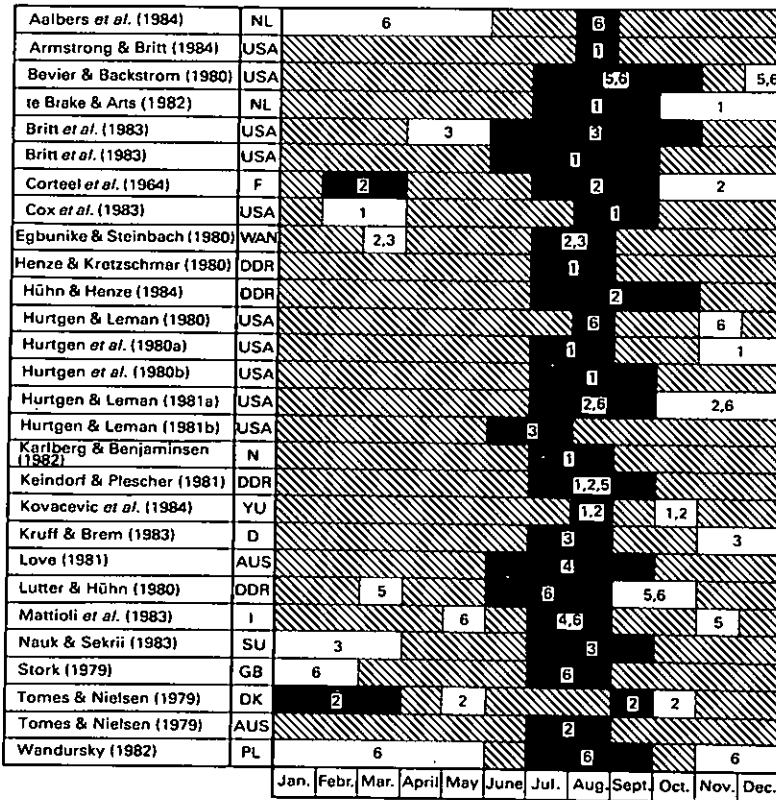 Aalbers et al. (1984) NL 6 6
Armstrong & Britt (1984) USA 1
Bevier & Backstrom (1980) USA 5,6 5,6
te Brake & Arts (1982) NL 1 1
Britt et al. (1983) USA 3 3
Britt et al. (1983) USA 1
Corteel et al. (1964) F 2 2 2
Cox et al. (1983) USA 1 1
Egbunike & Steinbach (1980) WAN 2,3 2,3
Henze & Kretzschmar (1980) DDR 1
Hühn & Henze (1984) DDR 2
Hurtgen & Leman (1980) USA 6 6
Hurtgen et al. (1980a) USA 1 1
Hurtgen et al. (1980b) USA 1
Hurtgen & Leman (1981a) USA 2,6 2,6
Hurtgen & Leman (1981b) USA 3
Karlberg & Benjaminsen
(1982) N 1
Keindorf & Plescher (1981) DDR 1,2,5
Kovacevic et al. (1984) YU 1,2 1,2
Kruff & Brem (1983) D 3 3
Love (1981) AUS 4
Lutter & Hühn (1980) DDR 5 6 5,6
Mattioli et al. (1983) I 6 4,6 5
Nauk & Sekrii (1983) SU 3 3
Stork (1979) GB 6 6
Tomes & Nielsen (1979) DK 2 2 2 2
Tomes & Nielsen (1979) AUS 2
Wandursky (1982) PL 6 6 6
Jan. Febr. Mar. April May June Jul. Aug. Sept. Oct. Nov. Dec.